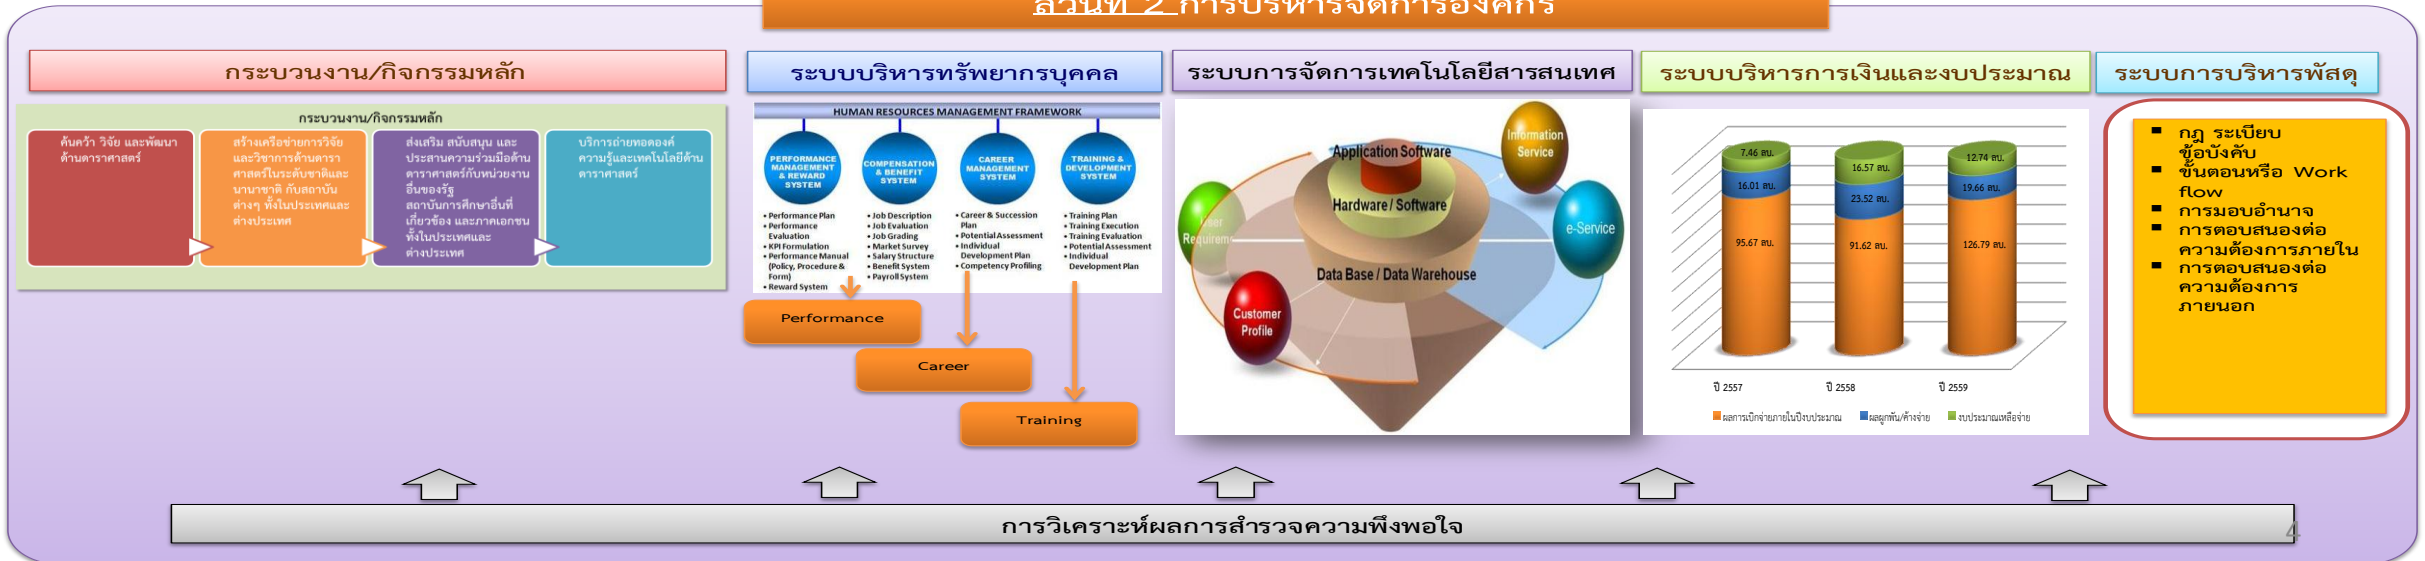 ส่วนที่ 2 การบริหารจัดการองค์กร
กระบวนงาน/กิจกรรมหลัก
กระบวนงาน/กิจกรรมหลัก
ค้นคว้า วิจัย และพัฒนา
ด้านดาราศาสตร์
สร้างเครือข่ายการวิจัย
และวิชาการด้านดารา
ศาสตร์ในระดับชาติและ
นานาชาติ กับสถาบัน
ต่างๆ ทั้งในประเทศและ
ต่างประเทศ
ส่งเสริม สนับสนุน และ
ประสานความร่วมมือด้าน
ดาราศาสตร์กับหน่วยงาน
อื่นของรัฐ
สถาบันการศึกษาอื่นที่
เกี่ยวข้อง และภาคเอกชน
ทั้งในประเทศและ
ต่างประเทศ
บริการถ่ายทอดองค์
ความรู้และเทคโนโลยีด้าน
ดาราศาสตร์
ระบบบริหารทรัพยากรบุคคล
HUMAN RESOURCES MANAGEMENT FRAMEWORK
PERFORMANCE
MANAGEMENT
& REWARD
SYSTEM
• Performance Plan
• Performance
Evaluation
• KPI Formulation
• Performance Manual
(Policy, Procedure &
Form)
• Reward System
COMPENSATION
& BENEFIT
SYSTEM
• Job Description
• Job Evaluation
• Job Grading
• Market Survey
• Salary Structure
• Benefit System
• Payroll System
CAREER
MANAGEMENT
SYSTEM
• Career & Succession
Plan
• Potential Assessment
• Individual
Development Plan
• Competency Profiling
TRAINING &
DEVELOPMENT
SYSTEM
• Training Plan
• Training Execution
• Training Evaluation
• Potential Assessment
• Individual
Development Plan
Performance
Career
Training
ระบบการจัดการเทคโนโลยีสารสนเทศ
Information
Service
Application Software
Hardware / Software
User
Requirem
e-Service
Data Base / Data Warehouse
Customer
Profile
ระบบบริหารการเงินและงบประมาณ
7.46 ลบ.
16.01 ลบ.
95.67 ลบ.
16.57 ลบ.
23.52 ลบ.
91.62 ลบ.
12.74 ลบ.
19.66 ลบ.
126.79 ลบ.
ปี 2557
ปี 2558
ปี 2559
ผลการเบิกจ่ายภายในปีงบประมาณ
ผลผูกพัน/ค้างจ่าย
งบประมาณเหลือจ่าย
ระบบการบริหารพัสดุ
▪ กฎ ระเบียบ
ข้อบังคับ
▪ ขั้นตอนหรือ Work
flow
▪ การมอบอำนาจ
▪ การตอบสนองต่อ
ความต้องการภายใน
▪ การตอบสนองต่อ
ความต้องการ
ภายนอก
การวิเคราะห์ผลการสำรวจความพึงพอใจ
4